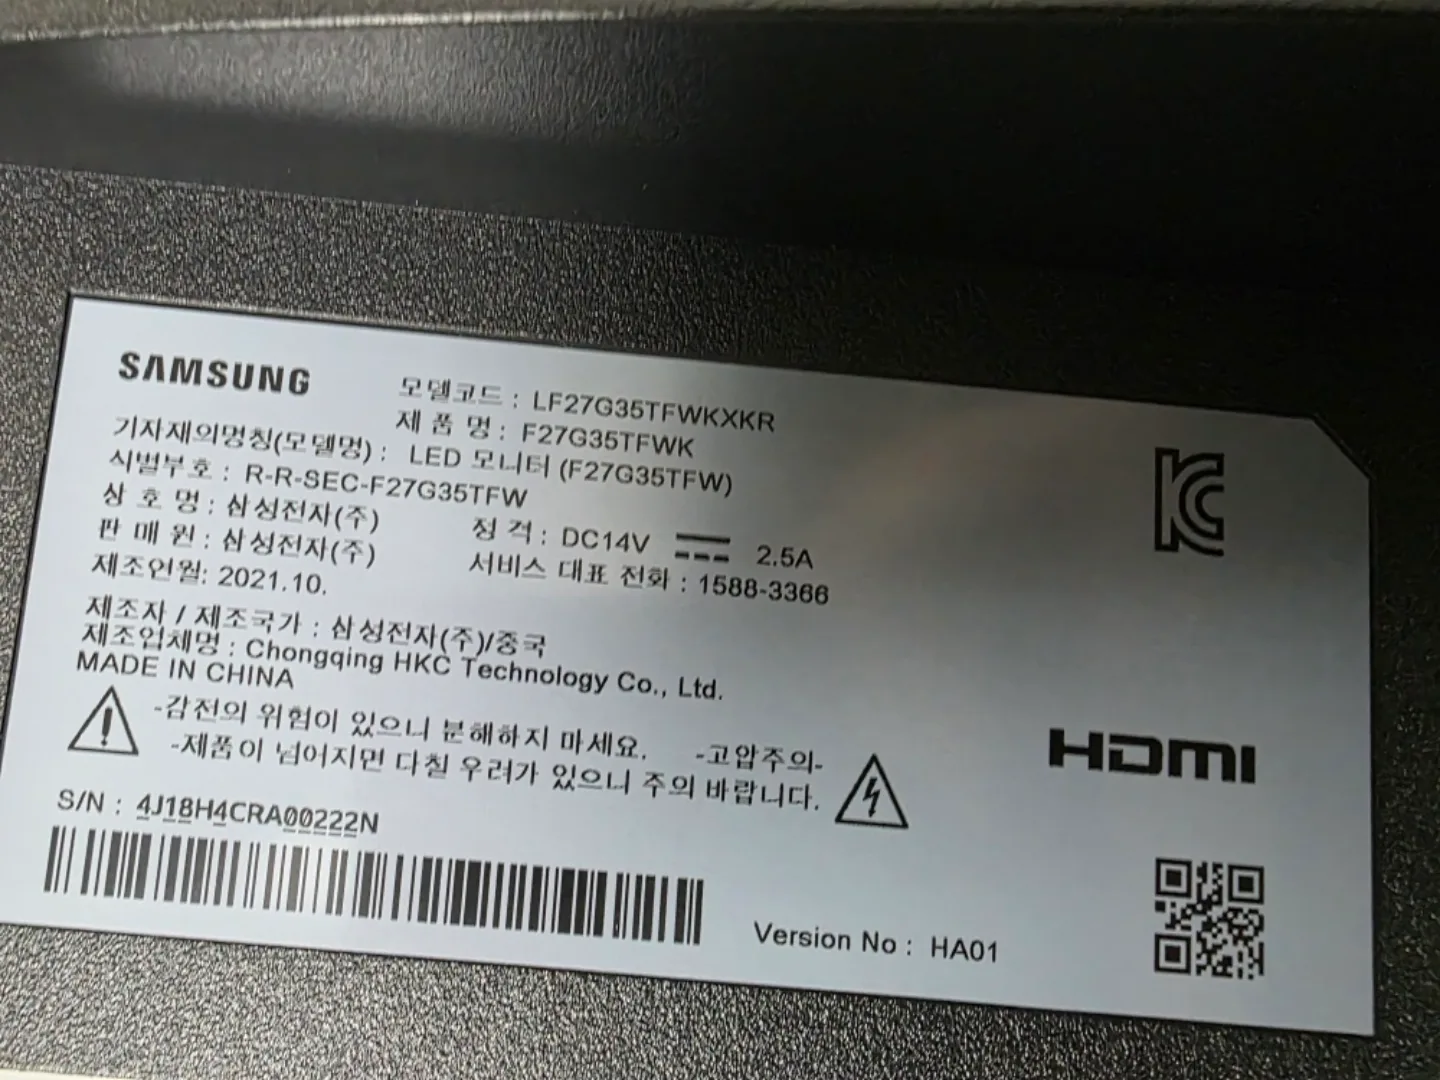 SAMSUNG
모델코드 : LF27G35TFWKXKR
제 품 명 : F27G35TFWK
기자재의명칭(모델명) : LED 모니터 (F27G35TFW)
식별부호 : R-R-SEC-F27G35TFW
상 호 명 : 삼성전자(주) 정 격 : DC14V 2.5A
판 매 원 : 삼성전자(주) 서비스 대표 전화 : 1588-3366
제조연월: 2021.10.
제조자 / 제조국가 : 삼성전자(주)/중국
제조업체명 : Chongqing HKC Technology Co., Ltd.
MADE IN CHINA
-감전의 위험이 있으니 분해하지 마세요. -고압주의-
-제품이 넘어지면 다칠 우려가 있으니 주의 바랍니다.
HDMI
S/N : 4J18H4CRA00222N
Version No : HA01